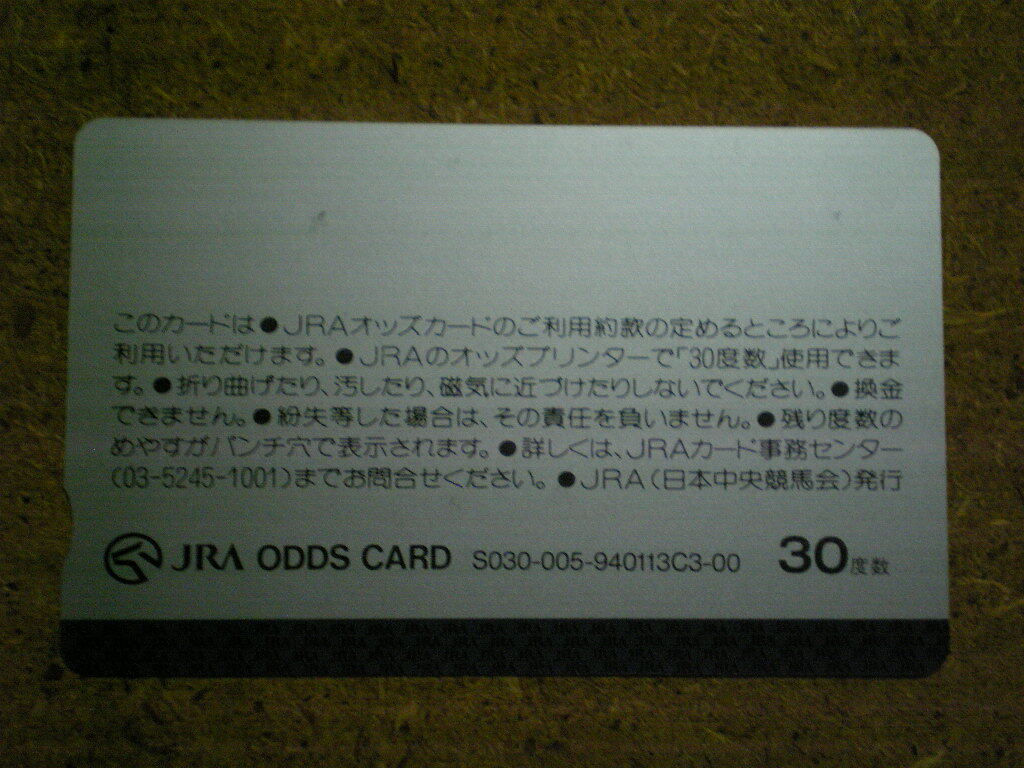 このカードは●JRAオッズカードのご利用約款の定めるところによりご
利用いただけます。●JRAのオッズプリンターで「30度数」使用できま
す。●折り曲げたり、汚したり、磁気に近づけたりしないでください。●換金
できません。●紛失等した場合は、その責任を負いません。●残り度数の
めやすがパンチ穴で表示されます。●詳しくは、JRAカード事務センター
(03-5245-1001)までお問合せください。●JRA(日本中央競馬会)発行
JRA ODDS CARD S030-005-940113C3-00 30度数